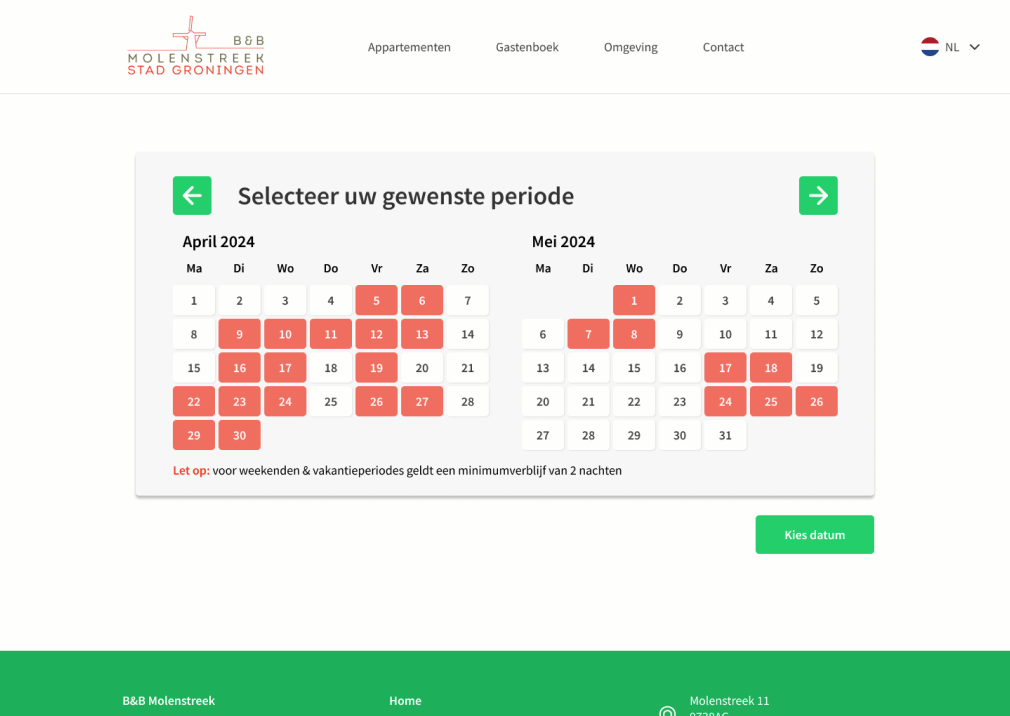 B&B
MOLENSTREEK
STAD GRONINGEN
Appartementen Gastenboek Omgeving Contact
NL
Selecteer uw gewenste periode
April 2024
Ma Di Wo Do Vr Za Zo
1 2 3 4 5 6 7
8 9 10 11 12 13 14
15 16 17 18 19 20 21
22 23 24 25 26 27 28
29 30
Mei 2024
Ma Di Wo Do Vr Za Zo
1 2 3 4 5
6 7 8 9 10 11 12
13 14 15 16 17 18 19
20 21 22 23 24 25 26
27 28 29 30 31
Let op: voor weekenden & vakantieperiodes geldt een minimumverblijf van 2 nachten
Kies datum
B&B Molenstreek
Home
Molenstreek 11